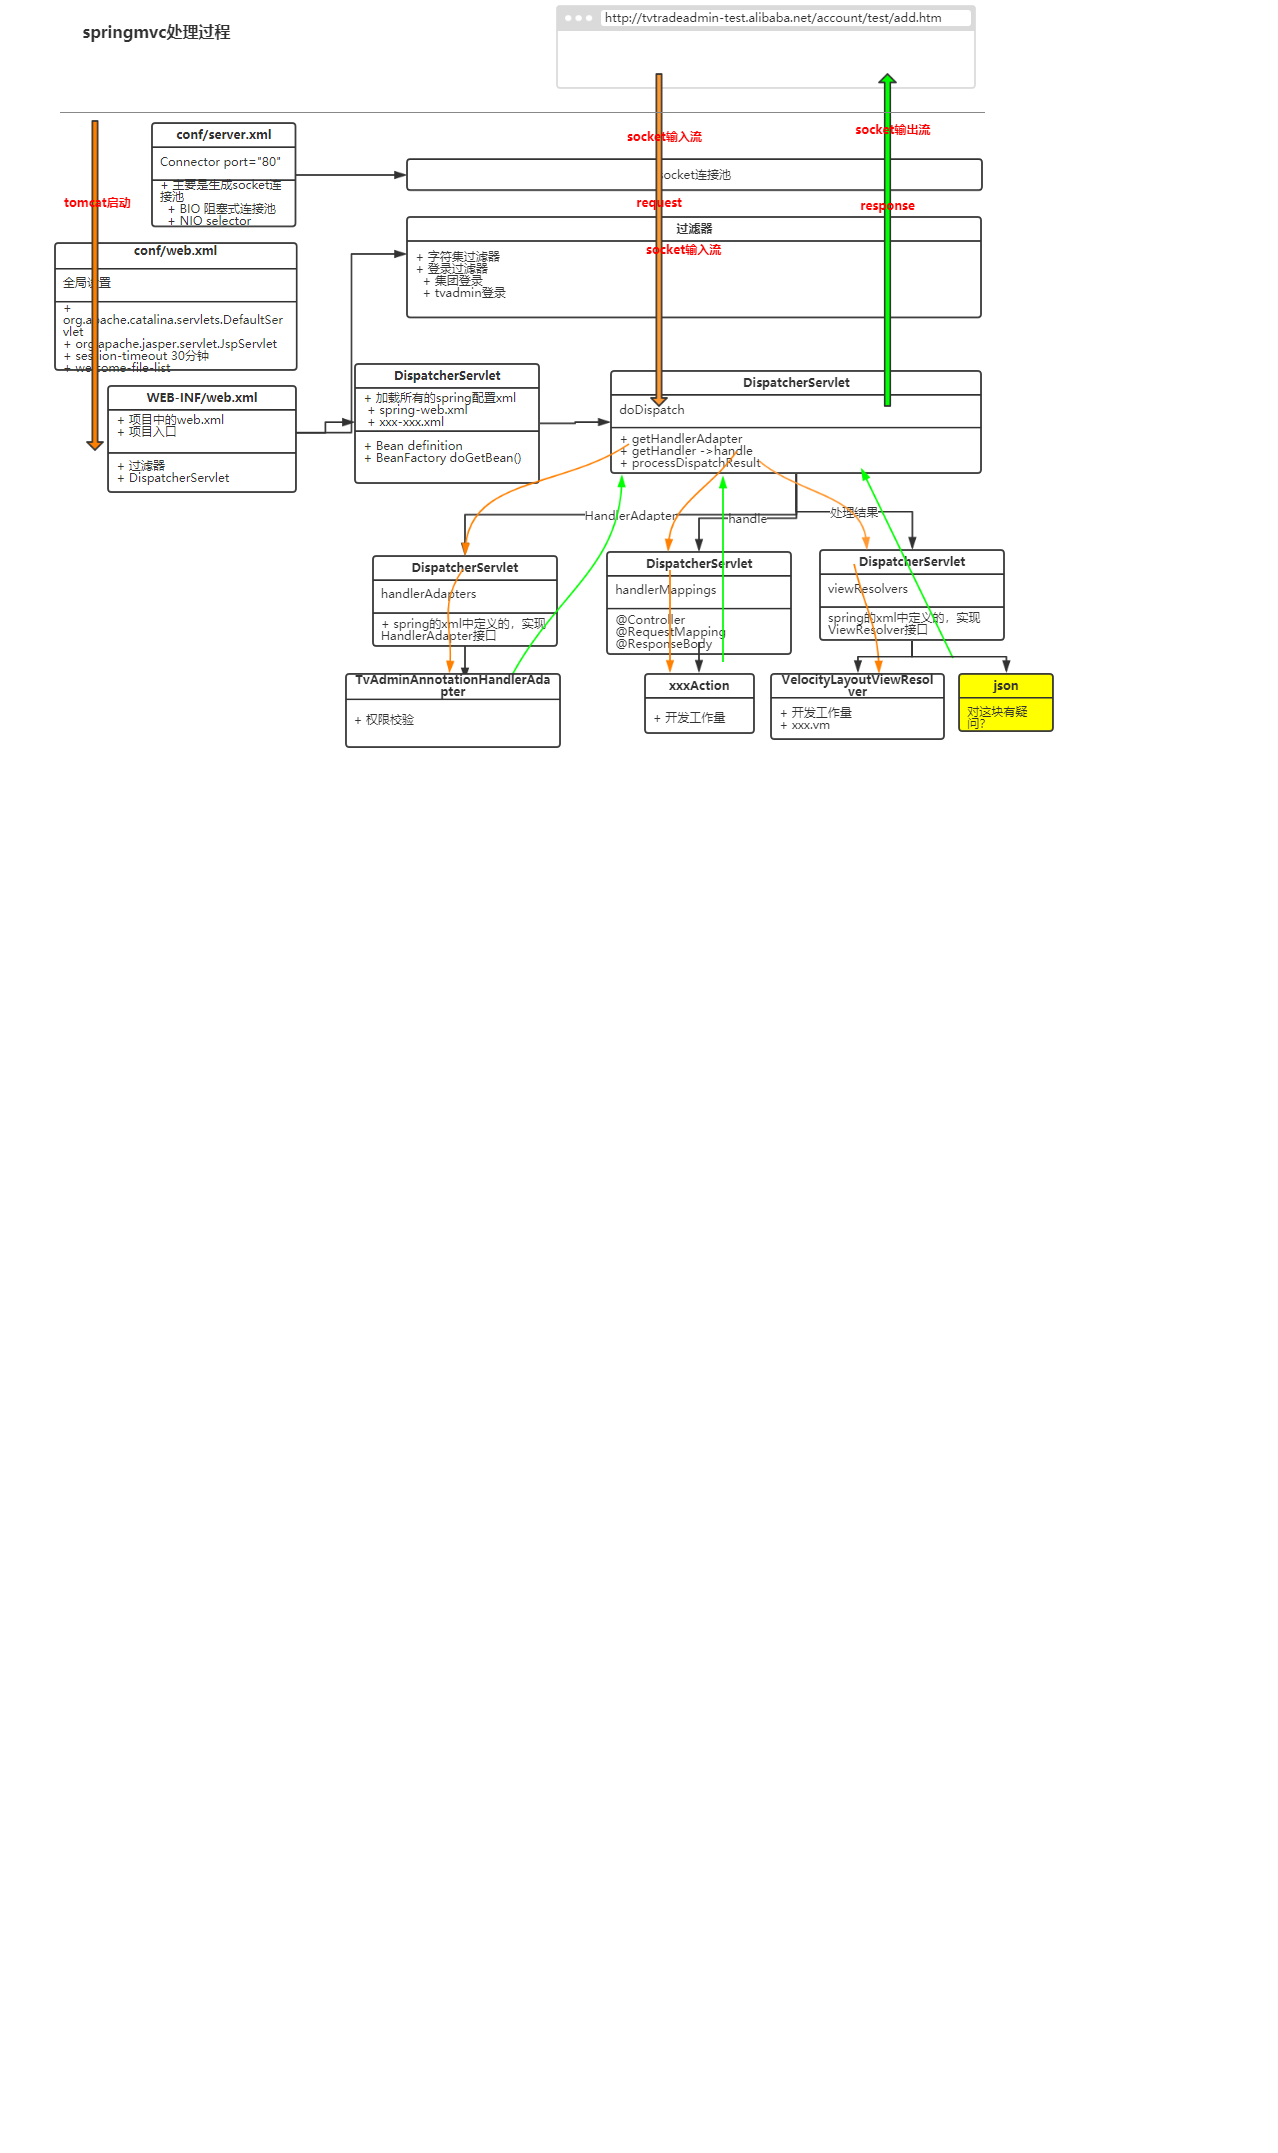 springmvc处理过程
http://tvtradeadmin-test.alibaba.net/account/test/add.htm
socket输入流
socket输出流
conf/server.xml
Connector port="80"
+ 主要是生成socket连
接池
+ BIO 阻塞式连接池
+ NIO selector
socket连接池
tomcat启动
request
response
过滤器
socket输入流
+ 字符集过滤器
+ 登录过滤器
+ 集团登录
+ tvadmin登录
conf/web.xml
全局设置
+
org.apache.catalina.servlets.DefaultSer
vlet
+ org.apache.jasper.servlet.JspServlet
+ session-timeout 30分钟
+ welcome-file-list
WEB-INF/web.xml
+ 项目中的web.xml
+ 项目入口
+ 过滤器
+ DispatcherServlet
DispatcherServlet
+ 加载所有的spring配置xml
+ spring-web.xml
+ xxx-xxx.xml
+ Bean definition
+ BeanFactory doGetBean()
DispatcherServlet
doDispatch
+ getHandlerAdapter
+ getHandler ->handle
+ processDispatchResult
HandlerAdapter
handle
处理结果
DispatcherServlet
handlerAdapters
+ spring的xml中定义的，实现
HandlerAdapter接口
DispatcherServlet
handlerMappings
@Controller
@RequestMapping
@ResponseBody
DispatcherServlet
viewResolvers
spring的xml中定义的，实现
ViewResolver接口
TvAdminAnnotationHandlerAda
pter
+ 权限校验
xxxAction
+ 开发工作量
VelocityLayoutViewResol
ver
+ 开发工作量
+ xxx.vm
json
对这块有疑
问?